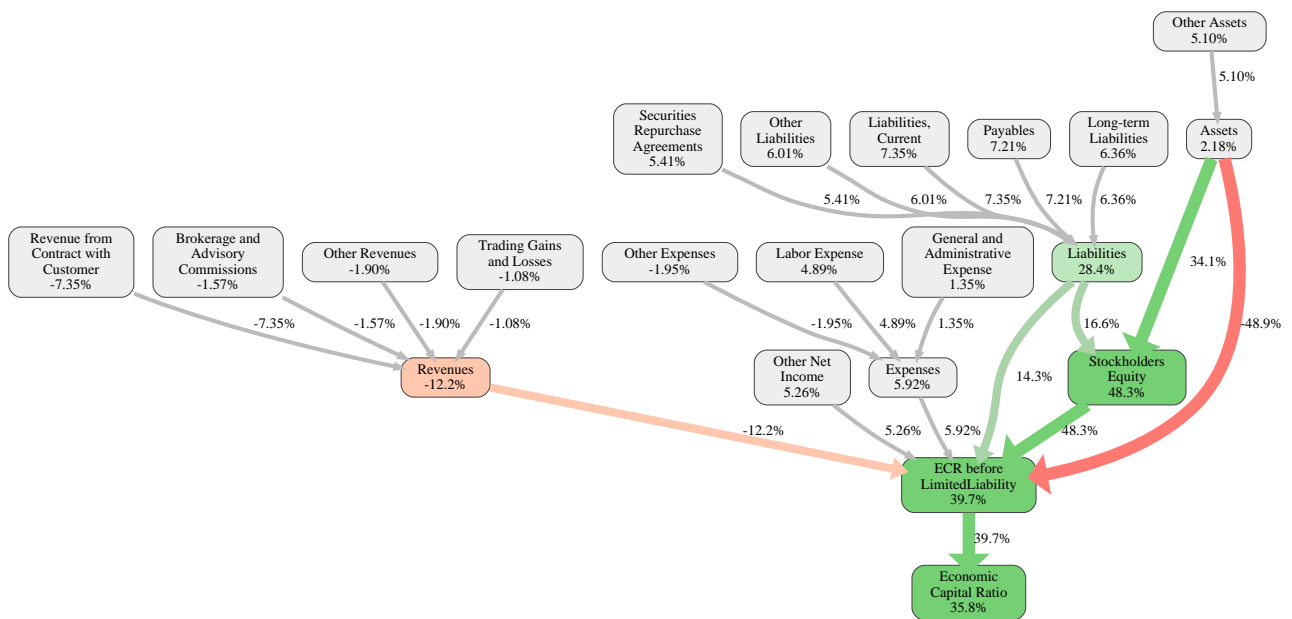 Other Assets
5.10%
5.10%
Securities
Repurchase
Agreements
5.41%
Other
Liabilities
6.01%
Liabilities,
Current
7.35%
Payables
7.21%
Long-term
Liabilities
6.36%
Assets
2.18%
5.41%
6.01%
7.35%
7.21%
6.36%
Revenue from
Contract with
Customer
-7.35%
Brokerage and
Advisory
Commissions
-1.57%
Other Revenues
-1.90%
Trading Gains
and Losses
-1.08%
Other Expenses
-1.95%
Labor Expense
4.89%
General and
Administrative
Expense
1.35%
Liabilities
28.4%
34.1%
-7.35%
-1.57%
-1.90%
-1.08%
-1.95%
4.89%
1.35%
16.6%
-48.9%
Revenues
-12.2%
Other Net
Income
5.26%
Expenses
5.92%
14.3%
Stockholders
Equity
48.3%
-12.2%
5.26%
5.92%
48.3%
ECR before
LimitedLiability
39.7%
39.7%
Economic
Capital Ratio
35.8%